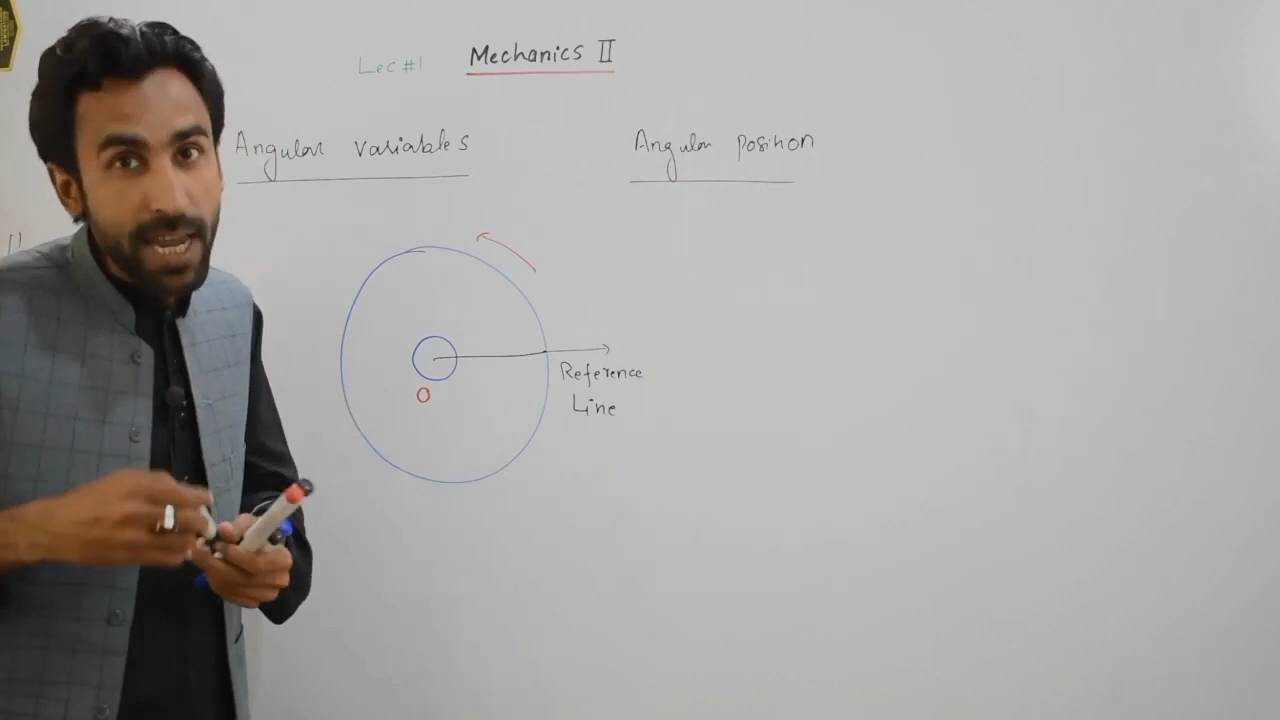 Lec #1 Mechanics II
Angular variables Angular position
O
Reference
Line